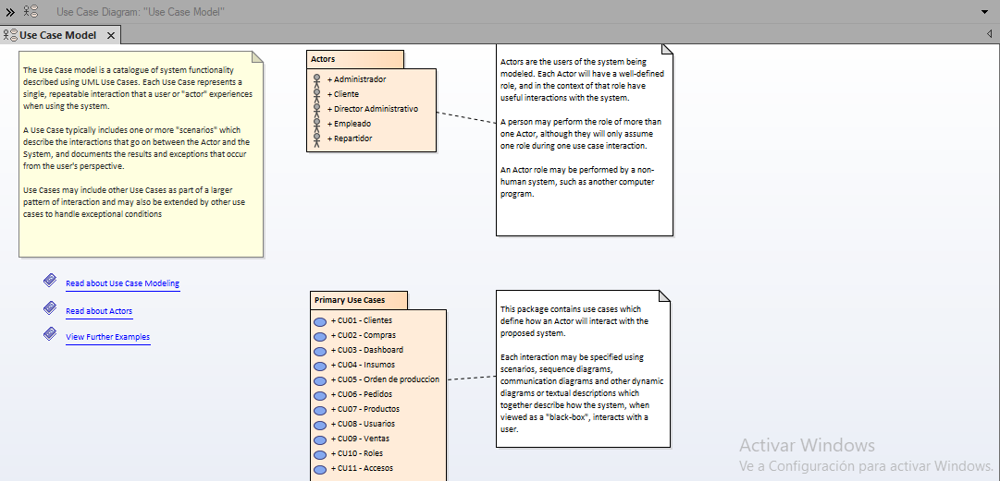 Use Case Diagram: "Use Case Model"
Use Case Model
The Use Case model is a catalogue of system functionality
described using UML Use Cases. Each Use Case represents a
single, repeatable interaction that a user or "actor" experiences
when using the system.
A Use Case typically includes one or more "scenarios" which
describe the interactions that go on between the Actor and the
System, and documents the results and exceptions that occur
from the user's perspective.
Use Cases may include other Use Cases as part of a larger
pattern of interaction and may also be extended by other use
cases to handle exceptional conditions
Read about Use Case Modeling
Read about Actors
View Further Examples
Actors
+ Administrador
+ Cliente
+ Director Administrativo
+ Empleado
+ Repartidor
Actors are the users of the system being
modeled. Each Actor will have a well-defined
role, and in the context of that role have
useful interactions with the system.
A person may perform the role of more than
one Actor, although they will only assume
one role during one use case interaction.
An Actor role may be performed by a non-
human system, such as another computer
program.
Primary Use Cases
+ CU01 - Clientes
+ CU02 - Compras
+ CU03 - Dashboard
+ CU04 - Insumos
+ CU05 - Orden de produccion
+ CU06 - Pedidos
+ CU07 - Productos
+ CU08 - Usuarios
+ CU09 - Ventas
+ CU10 - Roles
+ CU11 - Accesos
This package contains use cases which
define how an Actor will interact with the
proposed system.
Each interaction may be specified using
scenarios, sequence diagrams,
communication diagrams and other dynamic
diagrams or textual descriptions which
together describe how the system, when
viewed as a "black-box", interacts with a
user.
Activar Windows
Ve a Configuración para activar Windows.